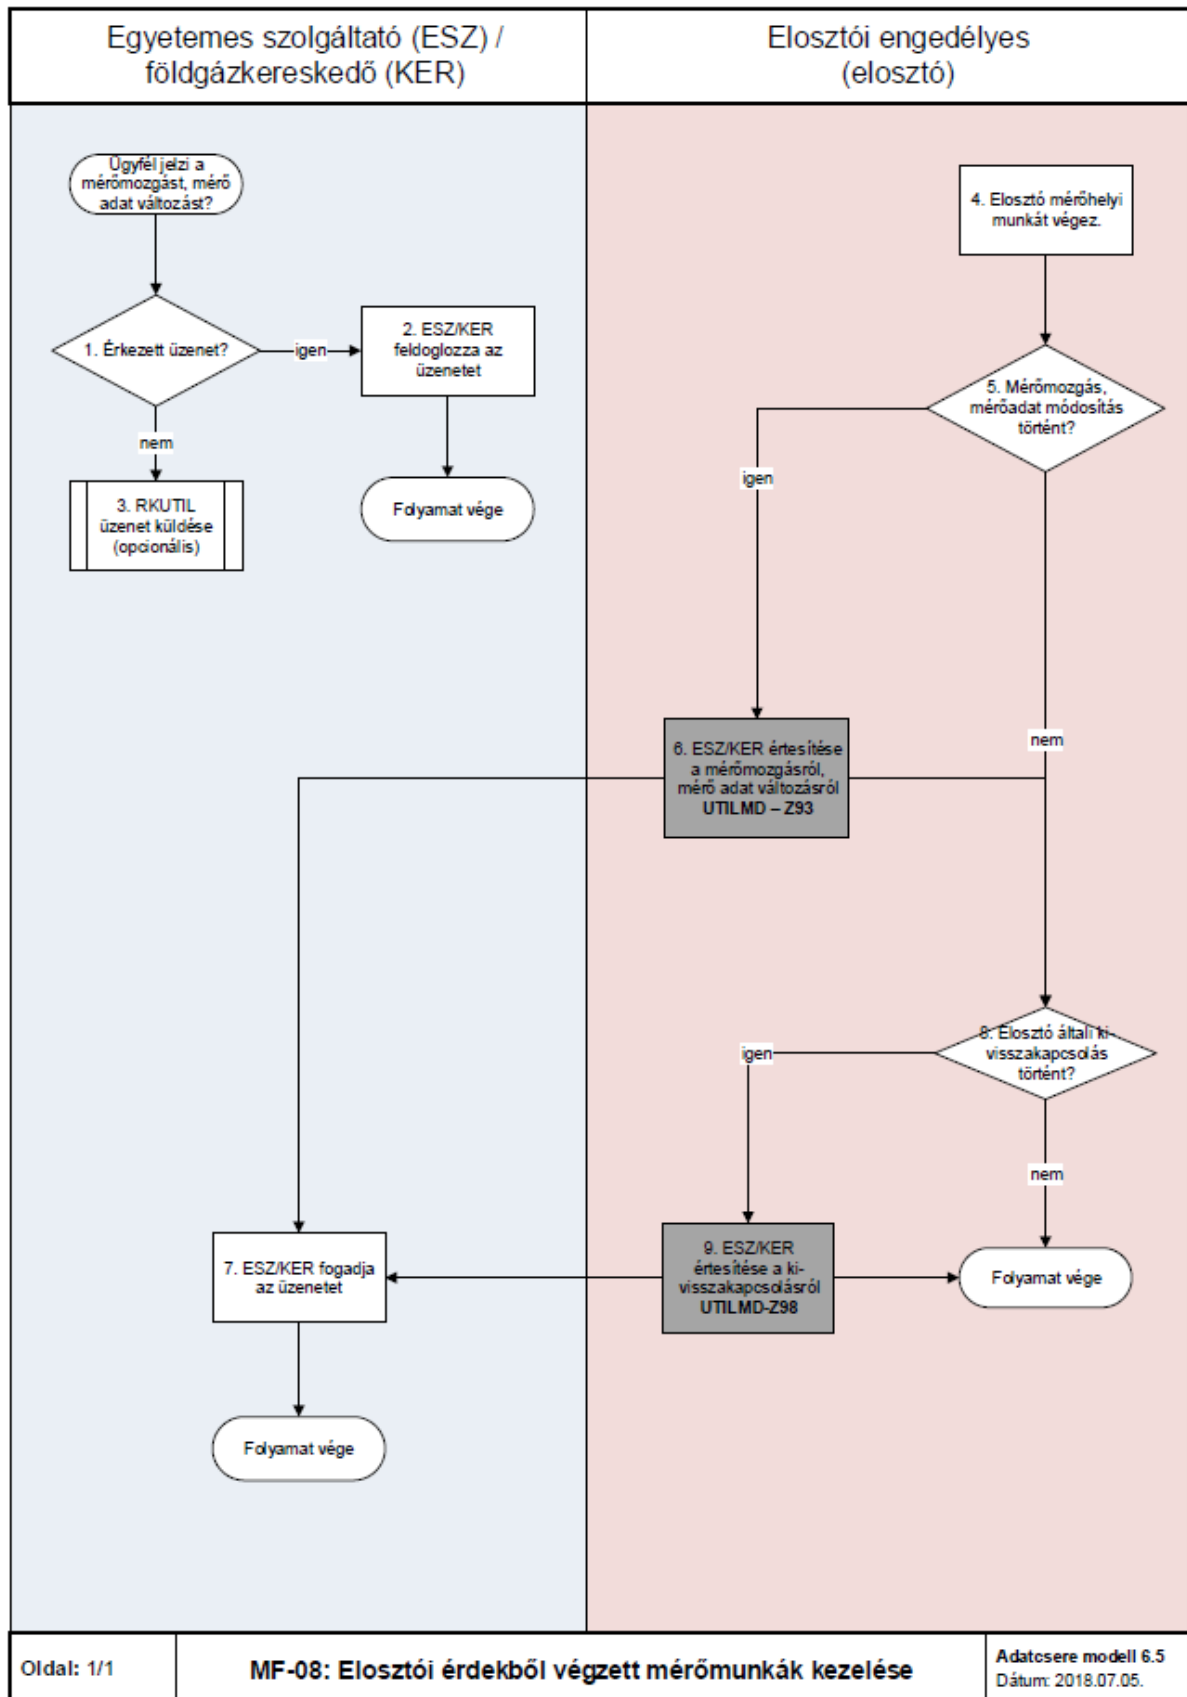 Egyetemes szolgáltató (ESZ) /
földgázkereskedő (KER)
Elosztói engedélyes
(elosztó)
Ügyfél jelzi a
mérőmozgást, mérő
adat változást?
1. Érkezett üzenet?
igen
2. ESZ/KER
feldoglozza az
üzenetet
nem
3. RKUTIL
üzenet küldése
(opcionális)
Folyamat vége
4. Elosztó mérőhelyi
munkát végez.
5. Mérőmozgás,
mérőadat módosítás
történt?
igen
nem
6. ESZ/KER értesítése
a mérőmozgásról,
mérő adat változásról
UTILMD – Z93
8. Elosztó általi ki-
visszakapcsolás
történt?
igen
nem
7. ESZ/KER fogadja
az üzenetet
9. ESZ/KER
értesítése a ki-
visszakapcsolásról
UTILMD-Z98
Folyamat vége
Folyamat vége
Oldal: 1/1
MF-08: Elosztói érdekből végzett mérőmunkák kezelése
Adatcsere modell 6.5
Dátum: 2018.07.05.